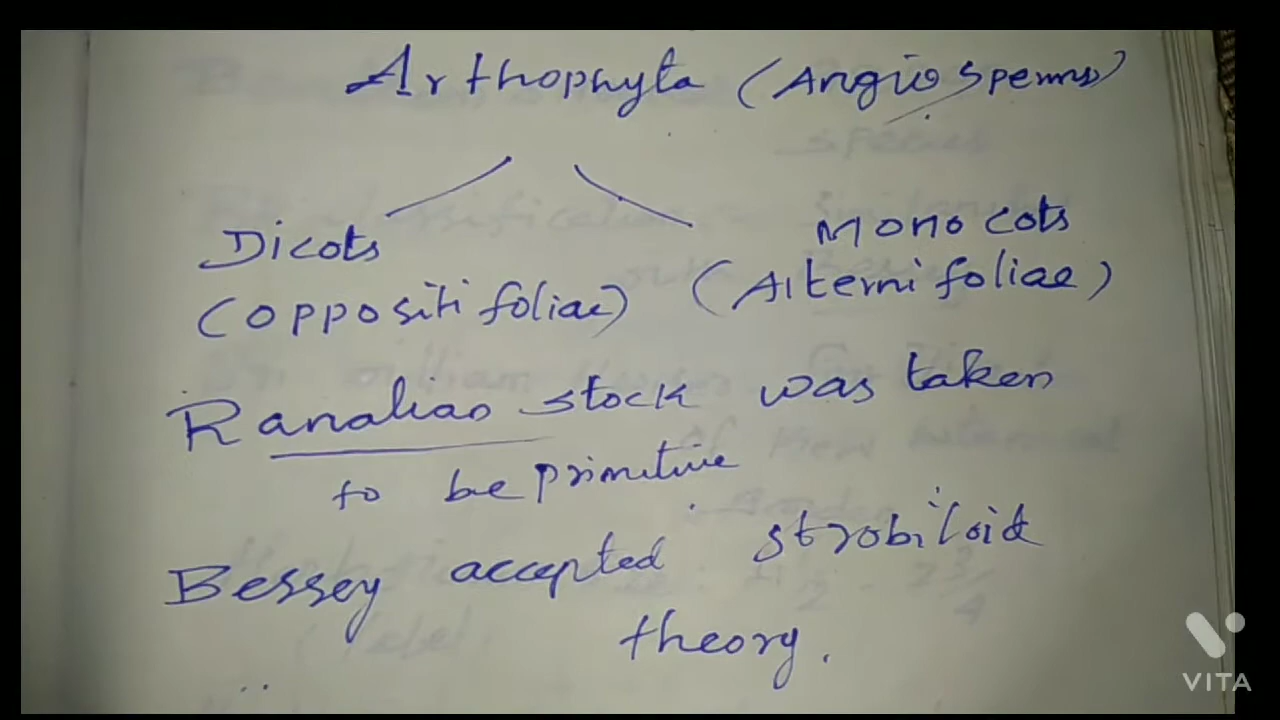 Arthophyta (Angiosperms)
Dicots
Monocots
(Oppositifoliae)
(Alternifoliae)
Ranalian stock was taken
to be primitive
Bessey accepted strobiloid
theory.
VITA